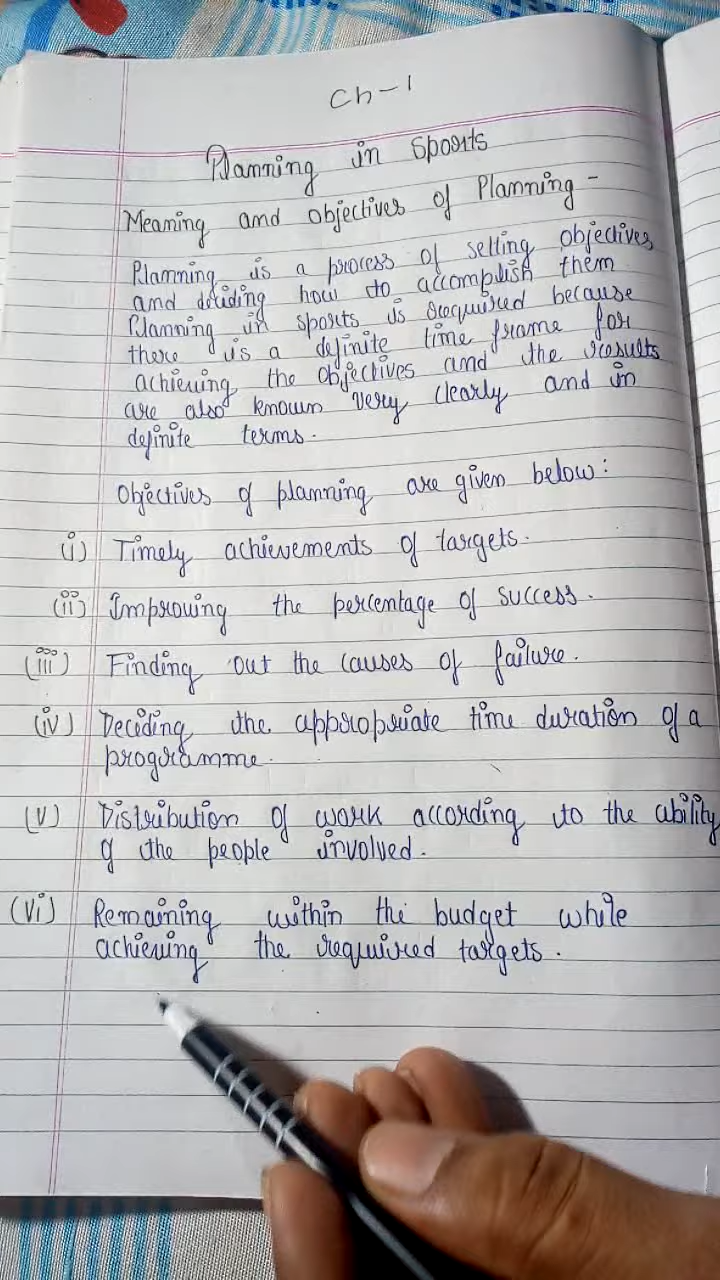 Ch-1
Planning in Sports
Meaning and objectives of Planning -
Planning is a process of setting objectives
and deciding how to accomplish them
Planning in sports is required because
there is a definite time frame for
achieving the objectives and the results
are also known very clearly and in
definite terms.
Objectives of planning are given below:
(i) Timely achievements of targets.
(ii) Improving the percentage of success.
(iii) Finding out the causes of failure.
(iv) Deciding the appropriate time duration of a
programme.
(v) Distribution of work according to the ability
of the people involved.
(vi) Remaining within the budget while
achieving the required targets.